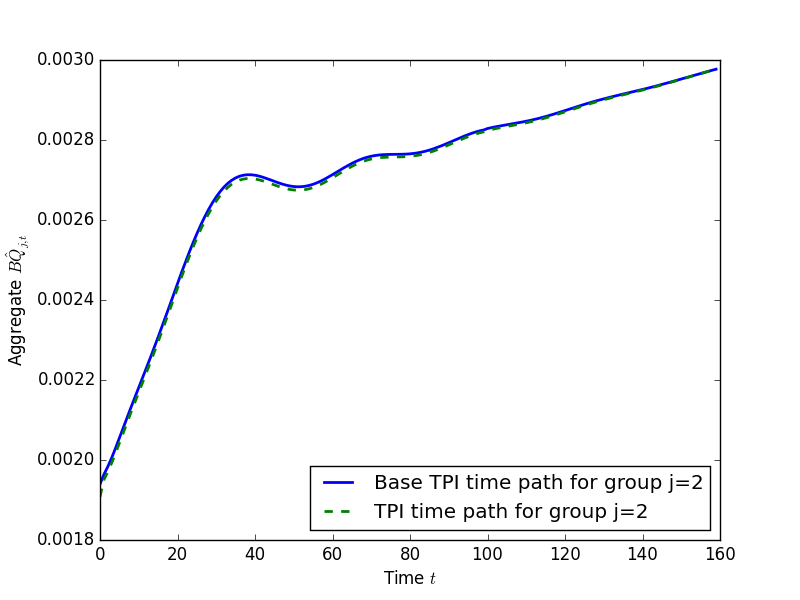 0.0030
0.0028
0.0026
0.0024
0.0022
0.0020
0.0018
0 20 40 60 80 100 120 140 160
Aggregate $\hat{BQ}_{j,t}$
Time t
Base TPI time path for group j=2
TPI time path for group j=2